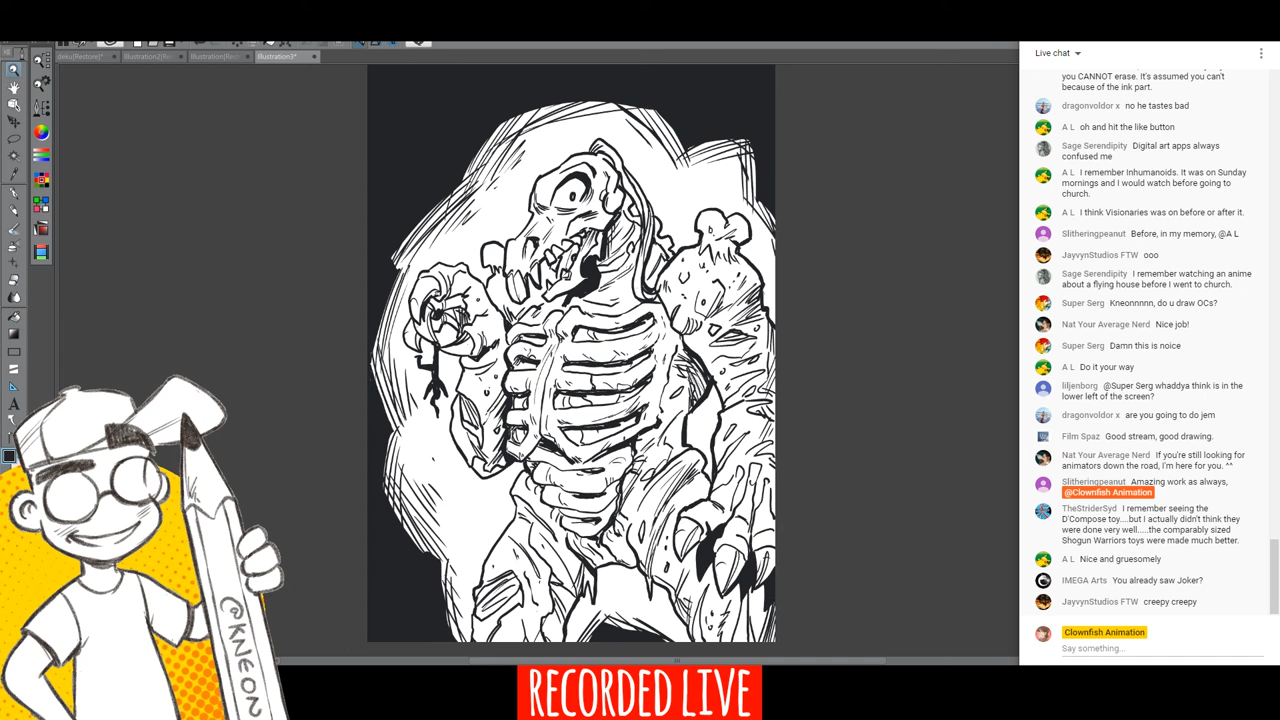 deku(Restore)*
Illustration2(Re
Illustration(Rec
Illustration3*
Live chat
you CANNOT erase. It's assumed you can't
because of the ink part.
dragonvoldor x no he tastes bad
A L oh and hit the like button
Sage Serendipity Digital art apps always
confused me
A L I remember Inhumanoids. It was on Sunday
mornings and I would watch before going to
church.
A L I think Visionaries was on before or after it.
Slitheringpeanut Before, in my memory, @A L
JayvynStudios FTW ooo
Sage Serendipity I remember watching an anime
about a flying house before I went to church.
Super Serg Kneonnnnn, do u draw OCs?
Nat Your Average Nerd Nice job!
Super Serg Damn this is noice
A L Do it your way
liljenborg @Super Serg whaddya think is in the
lower left of the screen?
dragonvoldor x are you going to do jem
Film Spaz Good stream, good drawing.
Nat Your Average Nerd If you're still looking for
animators down the road, I'm here for you. ^^
Slitheringpeanut Amazing work as always,
@Clownfish Animation
TheStriderSyd I remember seeing the
D'Compose toy....but I actually didn't think they
were done very well.....the comparably sized
Shogun Warriors toys were made much better.
A L Nice and gruesomely
IMEGA Arts You already saw Joker?
JayvynStudios FTW creepy creepy
Clownfish Animation
Say something...
@KNEON
RECORDED LIVE